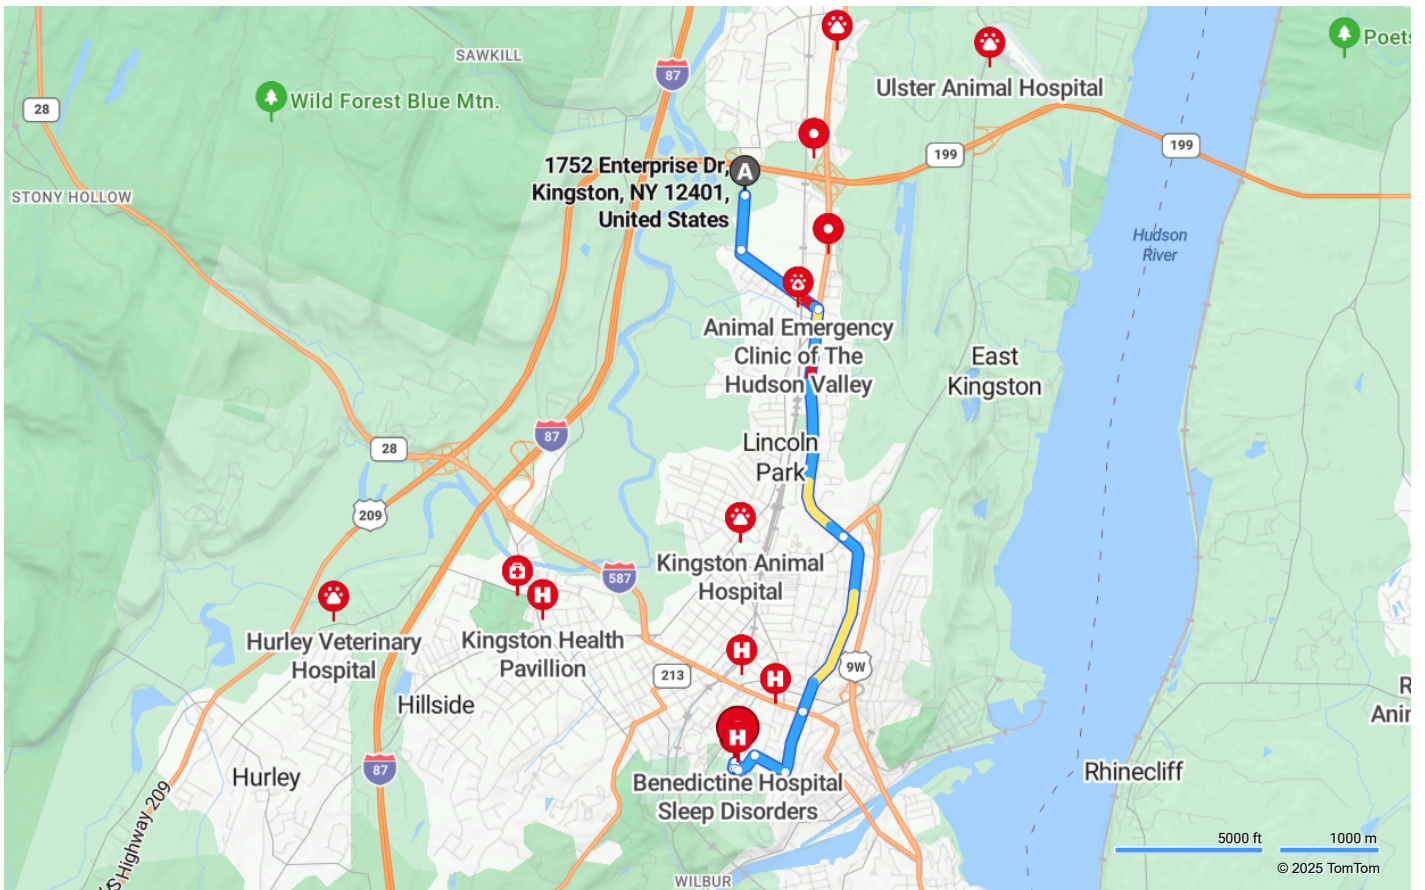 SAWKILL
87
Ulster Animal Hospital
Poets
28
Wild Forest Blue Mtn.
199
199
1752 Enterprise Dr,
Kingston, NY 12401,
United States
A
STONY HOLLOW
Hudson
River
Animal Emergency
Clinic of The
Hudson Valley
East
Kingston
28
87
Lincoln
Park
209
Kingston Animal
Hospital
587
H
Hurley Veterinary
Hospital
Kingston Health
Pavillion
H
213
H
9W
Hillside
R
Anin
H
Benedictine Hospital
Sleep Disorders
87
Hurley
Rhinecliff
US Highway 209
5000 ft
1000 m
© 2025 TomTom
WILBUR